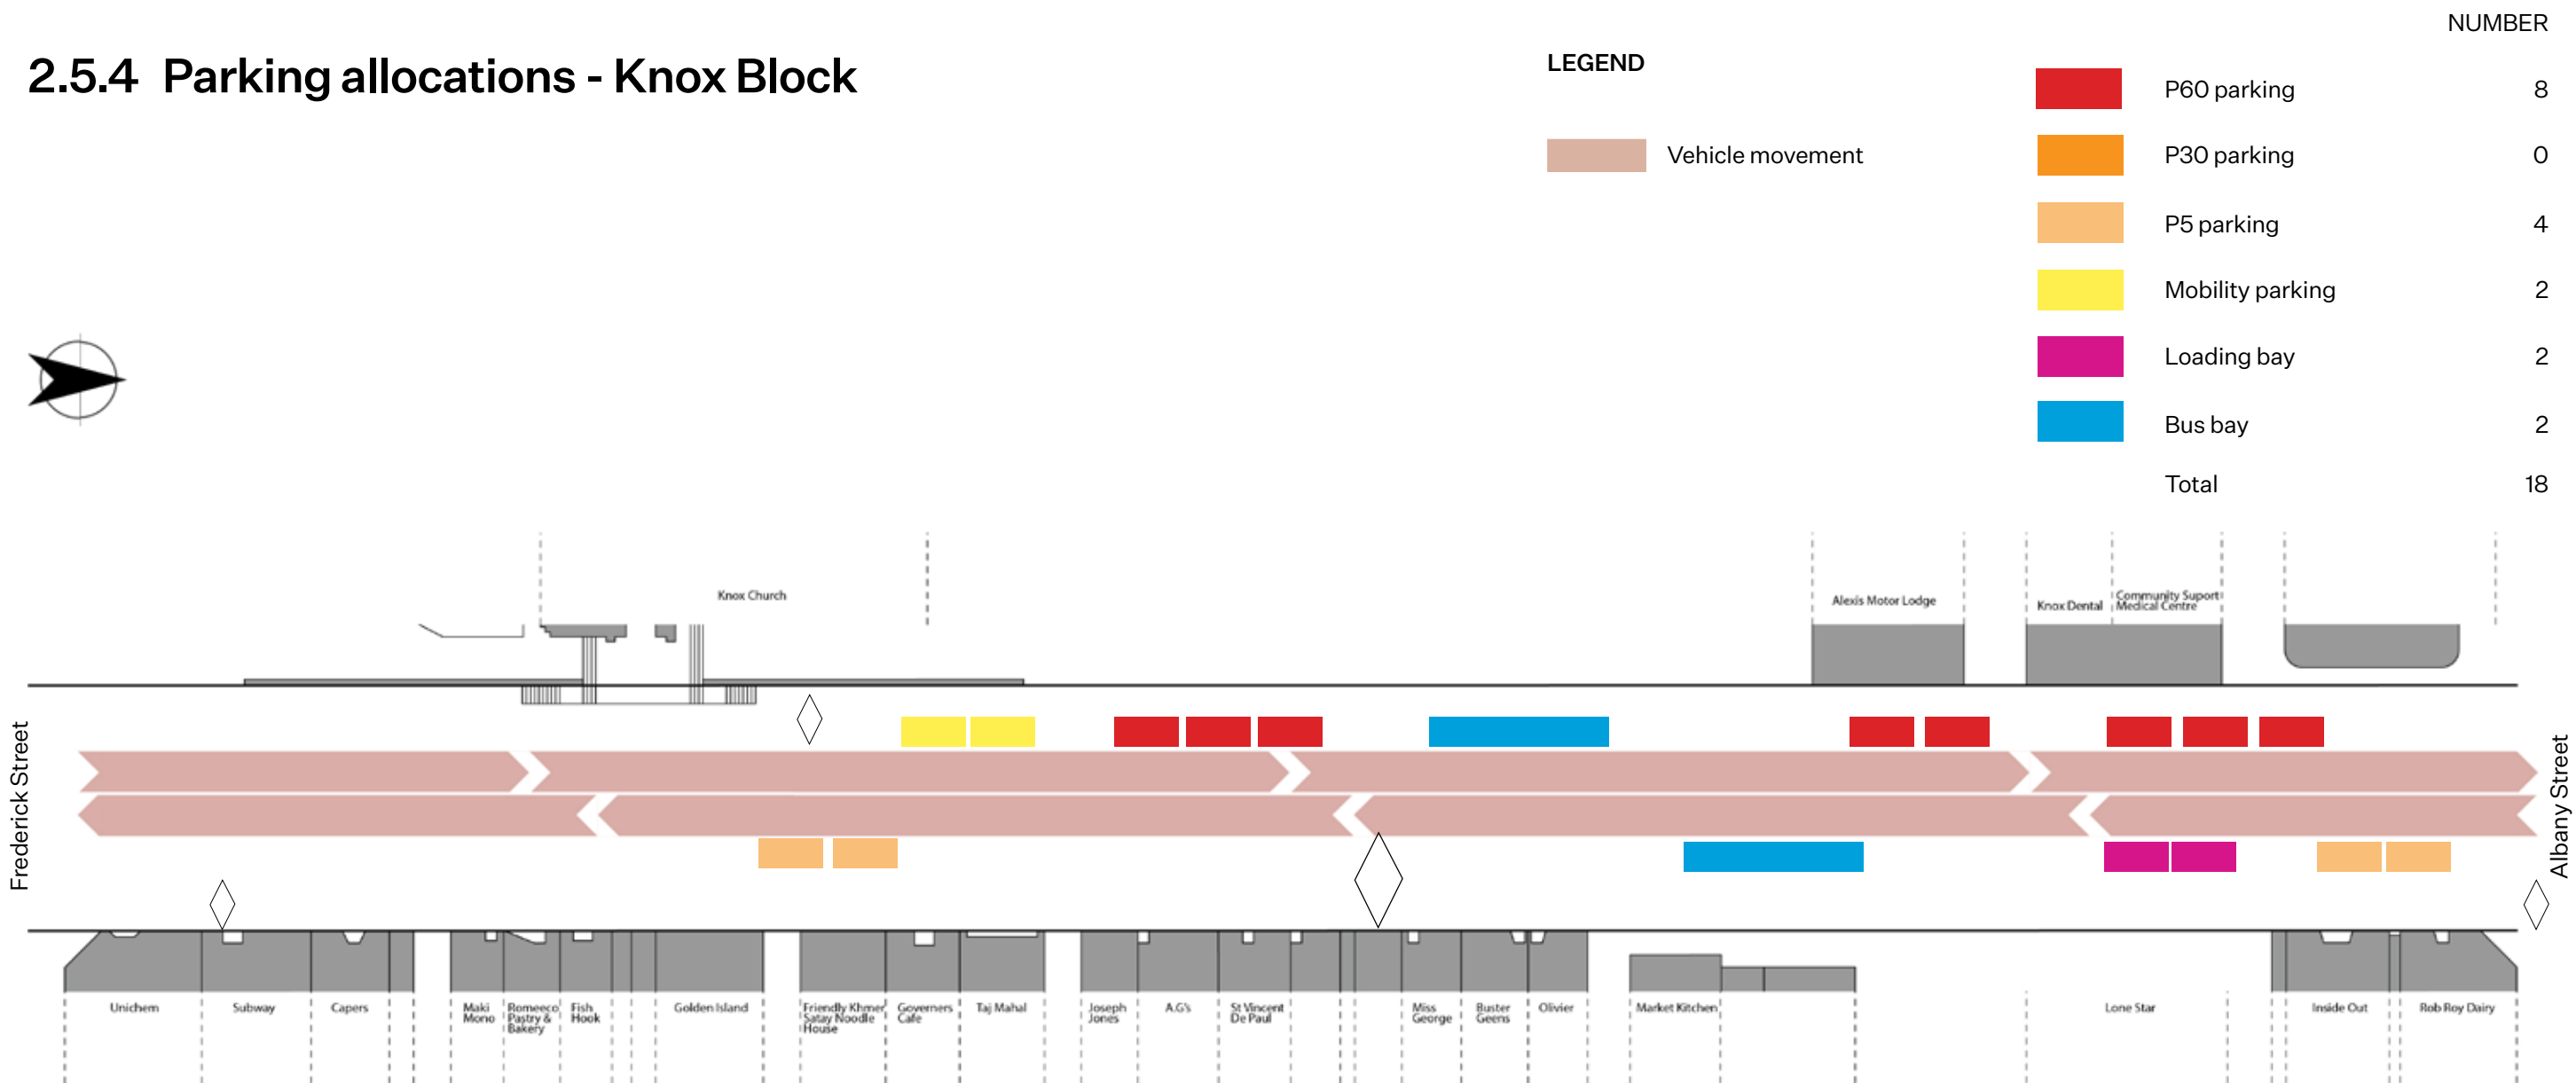 2.5.4 Parking allocations - Knox Block
LEGEND
Vehicle movement
NUMBER
P60 parking 8
P30 parking 0
P5 parking 4
Mobility parking 2
Loading bay 2
Bus bay 2
Total 18
Knox Church
Alexis Motor Lodge
Knox Dental
Community Suport
Medical Centre
Frederick Street
Albany Street
Unichem
Subway
Capers
Maki
Mono
Romeeco
Pastry &
Bakery
Fish
Hook
Golden Island
Friendly Khmer
Satay Noodle
House
Governers
Cafe
Taj Mahal
Joseph
Jones
A.G's
St Vincent
De Paul
Miss
George
Buster
Geens
Olivier
Market Kitchen
Lone Star
Inside Out
Rob Roy Dairy